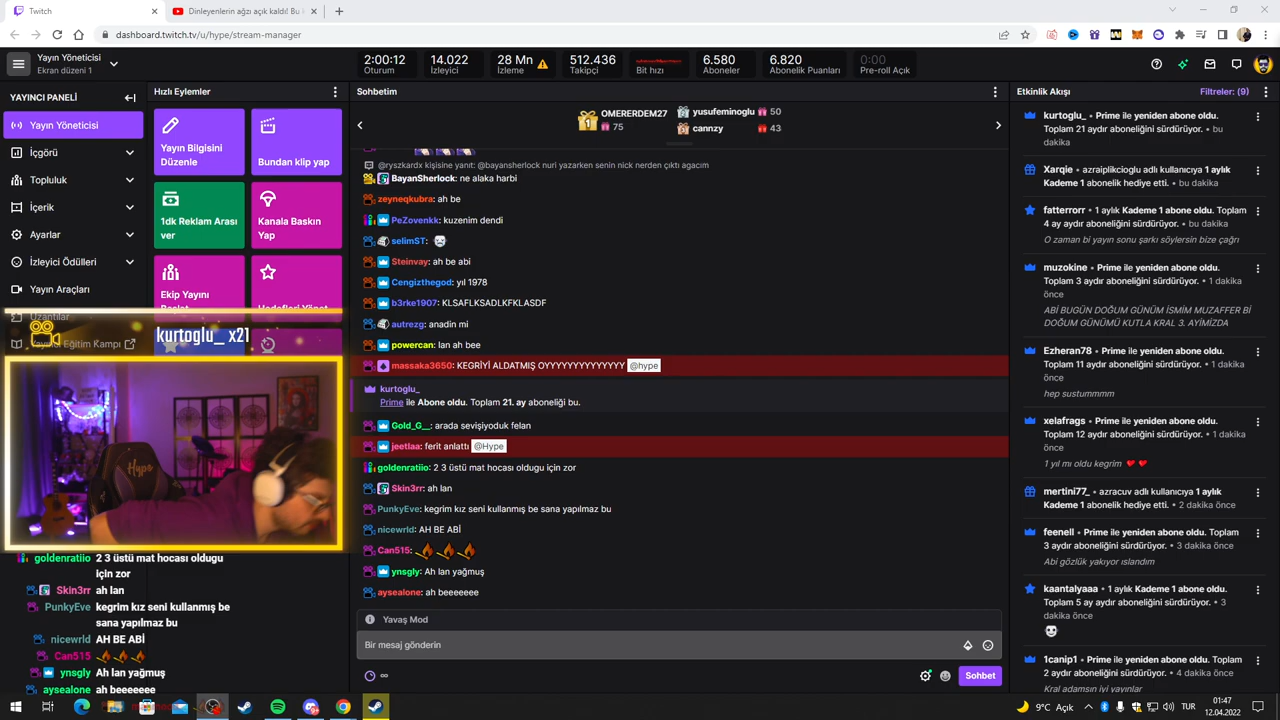 Twitch
Dinleyenlerin ağzı açık kaldı! Bu
dashboard.twitch.tv/u/hype/stream-manager
Yayın Yöneticisi
Ekran düzeni 1
2:00:12
Oturum
14.022
İzleyici
28 Mn
İzleme
512.436
Takipçi
Bit hızı
6.580
Aboneler
6.820
Abonelik Puanları
0:00
Pre-roll Açık
YAYINCI PANELİ
Yayın Yöneticisi
İçgörü
Topluluk
İçerik
Ayarlar
İzleyici Ödülleri
Yayın Araçları
Uzantılar
Yayıncı Eğitim Kampı
Hızlı Eylemler
Yayın Bilgisini
Düzenle
Bundan klip yap
1dk Reklam Arası
ver
Kanala Baskın
Yap
Ekip Yayını
Başlat
Hedefleri Yönet
kurtoglu_ x21
Hype
goldenratiio 2 3 üstü mat hocası oldugu
için zor
Skin3rr ah lan
PunkyEve kegrim kız seni kullanmış be
sana yapılmaz bu
nicewrld AH BE ABİ
Can515
ynsgly Ah lan yağmuş
aysealone ah beeeeeee
Sohbetim
1
OMERERDEM27
75
2
yusufeminoglu 50
3
cannzy 43
@ryszkardx kişisine yanıt: @bayansherlock nuri yazarken senin nick nerden çıktı agacim
BayanSherlock: ne alaka harbi
zeyneqkubra: ah be
PeZovenkk: kuzenim dendi
selimST:
Steinvay: ah be abi
Cengizthegod: yıl 1978
b3rke1907: KLSAFLKSADLKFKLASDF
autrezg: anadin mi
powercan: lan ah bee
massaka3650: KEGRİYİ ALDATMIŞ OYYYYYYYYYYYYYY @hype
kurtoglu_
Prime ile Abone oldu. Toplam 21. ay aboneliği bu.
Gold_G__: arada sevişiyoduk felan
jeetlaa: ferit anlattı @Hype
goldenratiio: 2 3 üstü mat hocası oldugu için zor
Skin3rr: ah lan
PunkyEve: kegrim kız seni kullanmış be sana yapılmaz bu
nicewrld: AH BE ABİ
Can515:
ynsgly: Ah lan yağmuş
aysealone: ah beeeeeee
Yavaş Mod
Bir mesaj gönderin
Sohbet
Etkinlik Akışı
Filtreler: (9)
kurtoglu_ • Prime ile yeniden abone oldu.
Toplam 21 aydır aboneliğini sürdürüyor. • bu
dakika
Xarqie • azraiplikcioglu adlı kullanıcıya 1 aylık
Kademe 1 abonelik hediye etti. • bu dakika
fatterrorr • 1 aylık Kademe 1 abone oldu. Toplam
4 ay aydır aboneliğini sürdürüyor. • bu dakika
O zaman bi yayın sonu şarkı söylersin bize çağrı
muzokine • Prime ile yeniden abone oldu.
Toplam 3 aydır aboneliğini sürdürüyor. • 1 dakika
önce
ABİ BUGÜN DOĞUM GÜNÜM İSMİM MUZAFFER Bİ
DOĞUM GÜNÜMÜ KUTLA KRAL 3. AYİMIZDA
Ezheran78 • Prime ile yeniden abone oldu.
Toplam 11 aydır aboneliğini sürdürüyor. • 1 dakika
önce
hep sustummmm
xelafrags • Prime ile yeniden abone oldu.
Toplam 12 aydır aboneliğini sürdürüyor. • 1 dakika
önce
1 yıl mı oldu kegrim
mertini77_ • azracuv adlı kullanıcıya 1 aylık
Kademe 1 abonelik hediye etti. • 2 dakika önce
feenell • Prime ile yeniden abone oldu. Toplam
3 aydır aboneliğini sürdürüyor. • 3 dakika önce
Abi gözlük yakıyor ıslandım
kaantalyaaa • 1 aylık Kademe 1 abone oldu.
Toplam 5 ay aydır aboneliğini sürdürüyor. • 3
dakika önce
1canip1 • Prime ile yeniden abone oldu. Toplam
2 aydır aboneliğini sürdürüyor. • 4 dakika önce
Kral adamsın iyi yayınlar
9°C Açık
TUR
01:47
12.04.2022